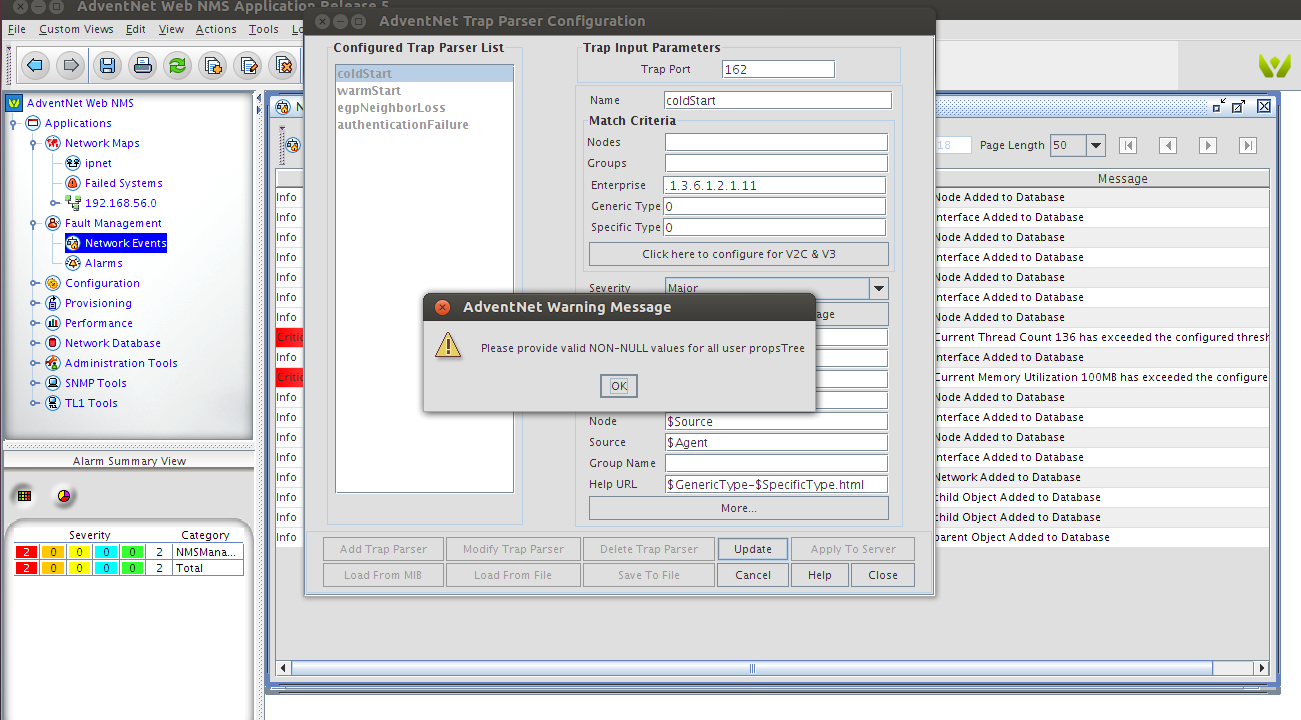 AdventNet Web NMS Application Release 5
File Custom Views Edit View Actions Tools
AdventNet Web NMS
Applications
Network Maps
ipnet
Failed Systems
192.168.56.0
Fault Management
Network Events
Alarms
Configuration
Provisioning
Performance
Network Database
Administration Tools
SNMP Tools
TL1 Tools
Alarm Summary View
Severity Category
2 0 0 0 0 2 NMSMana...
2 0 0 0 0 2 Total
AdventNet Trap Parser Configuration
Configured Trap Parser List
coldStart
warmStart
egpNeighborLoss
authenticationFailure
Trap Input Parameters
Trap Port 162
Name coldStart
Match Criteria
Nodes
Groups
Enterprise .1.3.6.1.2.1.11
Generic Type 0
Specific Type 0
Click here to configure for V2C & V3
Severity Major
AdventNet Warning Message
Please provide valid NON-NULL values for all user propsTree
OK
Node $Source
Source $Agent
Group Name
Help URL $GenericType-$SpecificType.html
More...
Add Trap Parser Modify Trap Parser Delete Trap Parser Update Apply To Server
Load From MIB Load From File Save To File Cancel Help Close
18 Page Length 50
Message
Info Node Added to Database
Info Interface Added to Database
Info Node Added to Database
Info Interface Added to Database
Info Node Added to Database
Info Interface Added to Database
Info Node Added to Database
Critic Current Thread Count 136 has exceeded the configured thresh
Info Interface Added to Database
Critic Current Memory Utilization 100MB has exceeded the configure
Info Node Added to Database
Info Interface Added to Database
Info Node Added to Database
Info Interface Added to Database
Info Network Added to Database
Info child Object Added to Database
Info child Object Added to Database
Info parent Object Added to Database